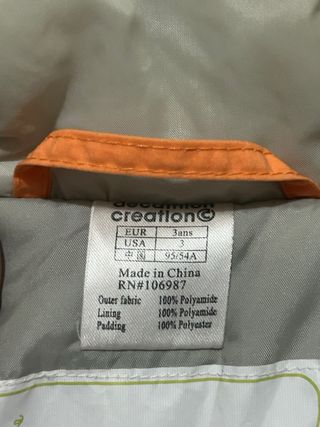 decathlon
creation©
EUR 3ans
USA 3
中国 95/54A
Made in China
RN#106987
Outer fabric 100% Polyamide
Lining 100% Polyamide
Padding 100% Polyester